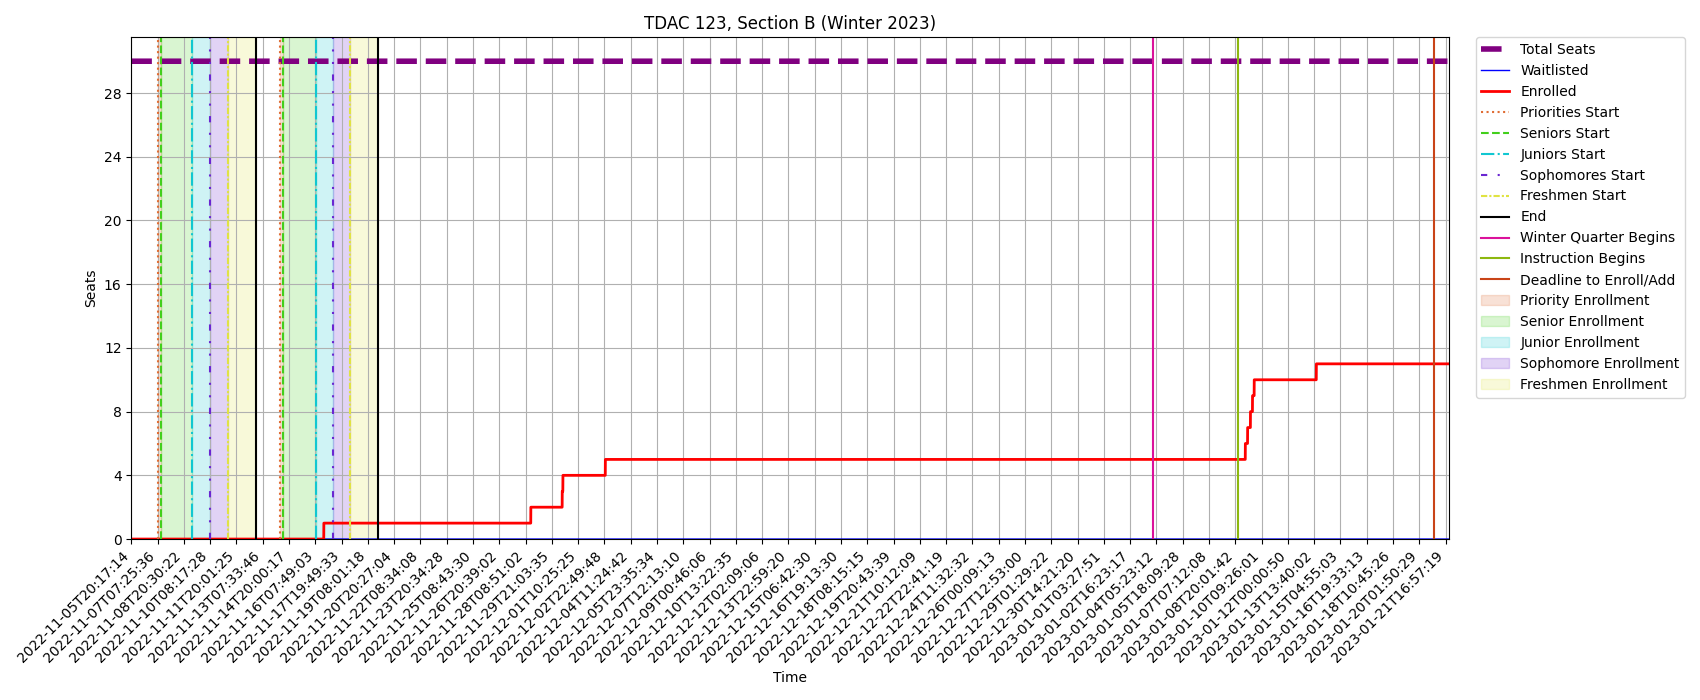 TDAC 123, Section B (Winter 2023)
Seats
28
24
20
16
12
8
4
0
2022-11-05T20:17:14
2022-11-07T07:25:36
2022-11-08T20:30:22
2022-11-10T08:17:28
2022-11-11T20:01:25
2022-11-13T07:33:46
2022-11-14T20:00:17
2022-11-16T07:49:03
2022-11-17T19:49:33
2022-11-19T08:01:18
2022-11-20T20:27:04
2022-11-22T08:34:08
2022-11-23T20:34:28
2022-11-25T08:43:30
2022-11-26T20:39:02
2022-11-28T08:51:02
2022-11-29T21:03:35
2022-12-01T10:25:25
2022-12-02T22:49:48
2022-12-04T11:24:42
2022-12-05T23:35:34
2022-12-07T12:13:10
2022-12-09T00:46:06
2022-12-10T13:22:35
2022-12-12T02:09:06
2022-12-13T23:59:20
2022-12-15T06:42:30
2022-12-16T19:13:30
2022-12-18T08:15:15
2022-12-19T20:43:39
2022-12-21T10:12:09
2022-12-22T22:41:19
2022-12-24T11:32:32
2022-12-26T00:09:13
2022-12-27T12:53:00
2022-12-29T01:29:22
2022-12-30T14:21:20
2023-01-01T03:27:51
2023-01-02T16:23:17
2023-01-04T05:23:12
2023-01-05T18:09:28
2023-01-07T07:12:08
2023-01-08T20:01:42
2023-01-10T09:26:01
2023-01-12T00:00:50
2023-01-13T13:40:02
2023-01-15T04:55:03
2023-01-16T19:33:13
2023-01-18T10:45:26
2023-01-20T01:50:29
2023-01-21T16:57:19
Time
Total Seats
Waitlisted
Enrolled
Priorities Start
Seniors Start
Juniors Start
Sophomores Start
Freshmen Start
End
Winter Quarter Begins
Instruction Begins
Deadline to Enroll/Add
Priority Enrollment
Senior Enrollment
Junior Enrollment
Sophomore Enrollment
Freshmen Enrollment